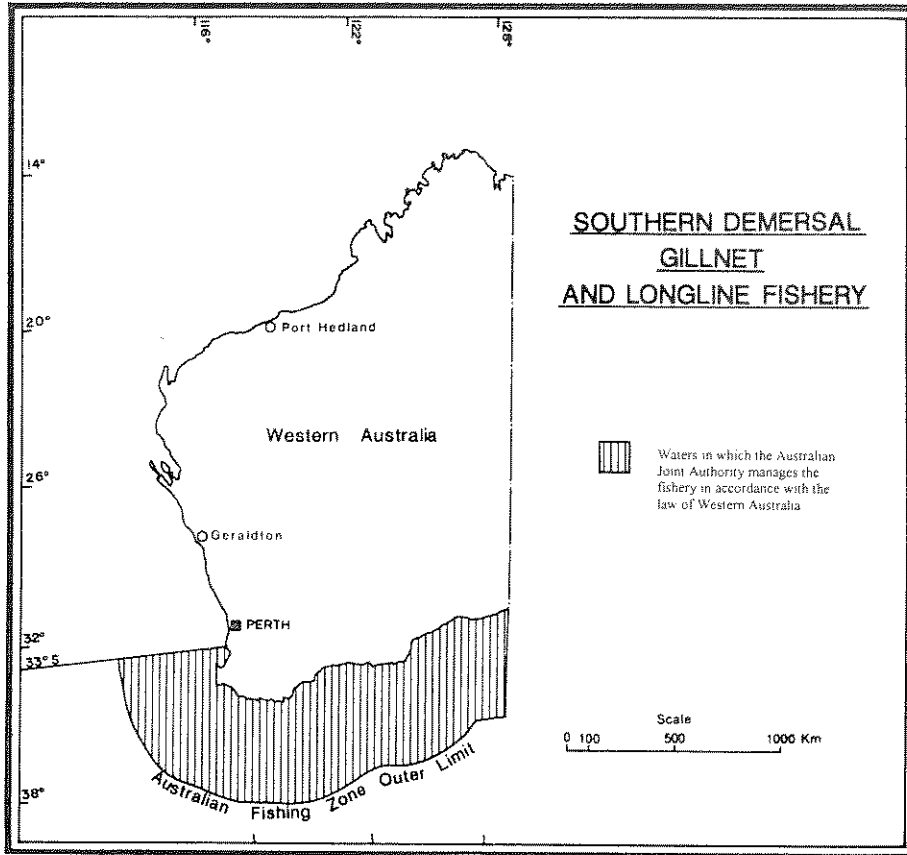 116°
122°
128°
14°
SOUTHERN DEMERSAL
GILLNET
AND LONGLINE FISHERY
20°
Port Hedland
Western Australia
Waters in which the Australian
Joint Authority manages the
fishery in accordance with the
law of Western Australia
26°
Geraldton
PERTH
32°
33° S
Scale
0 100 500 1000 Km
38°
Australian Fishing Zone Outer Limit